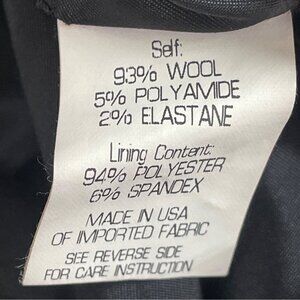 Self:
93% WOOL
5% POLYAMIDE
2% ELASTANE
Lining Content:
94% POLYESTER
6% SPANDEX
MADE IN USA
OF IMPORTED FABRIC
SEE REVERSE SIDE
FOR CARE INSTRUCTION